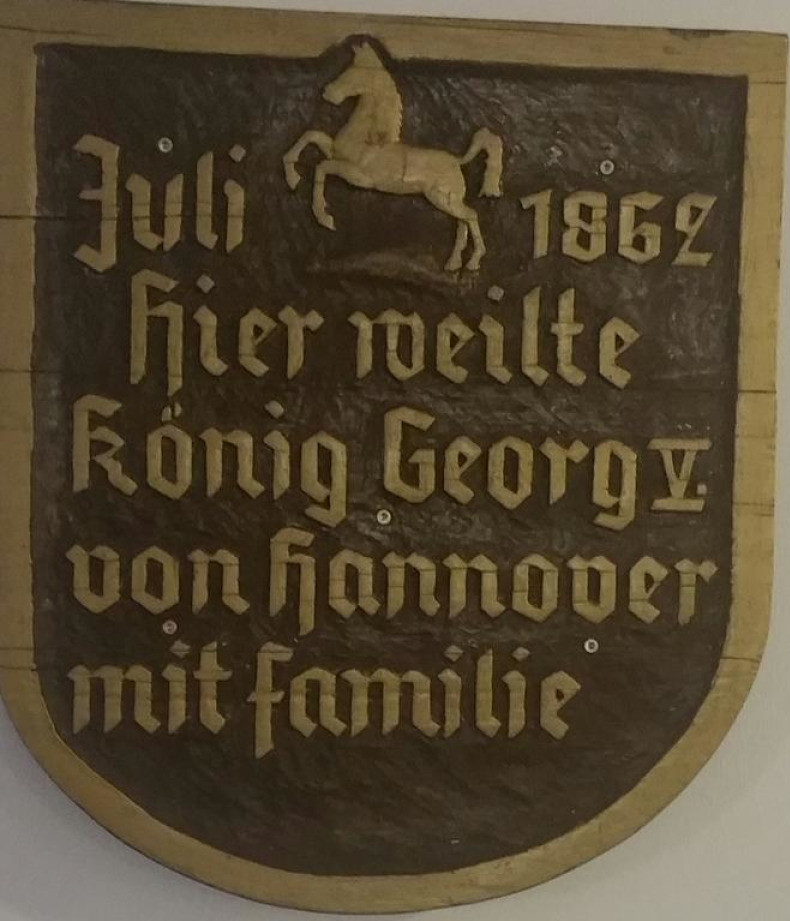 Juli 1862
hier weilte
könig Georg V.
von hannover
mit familie